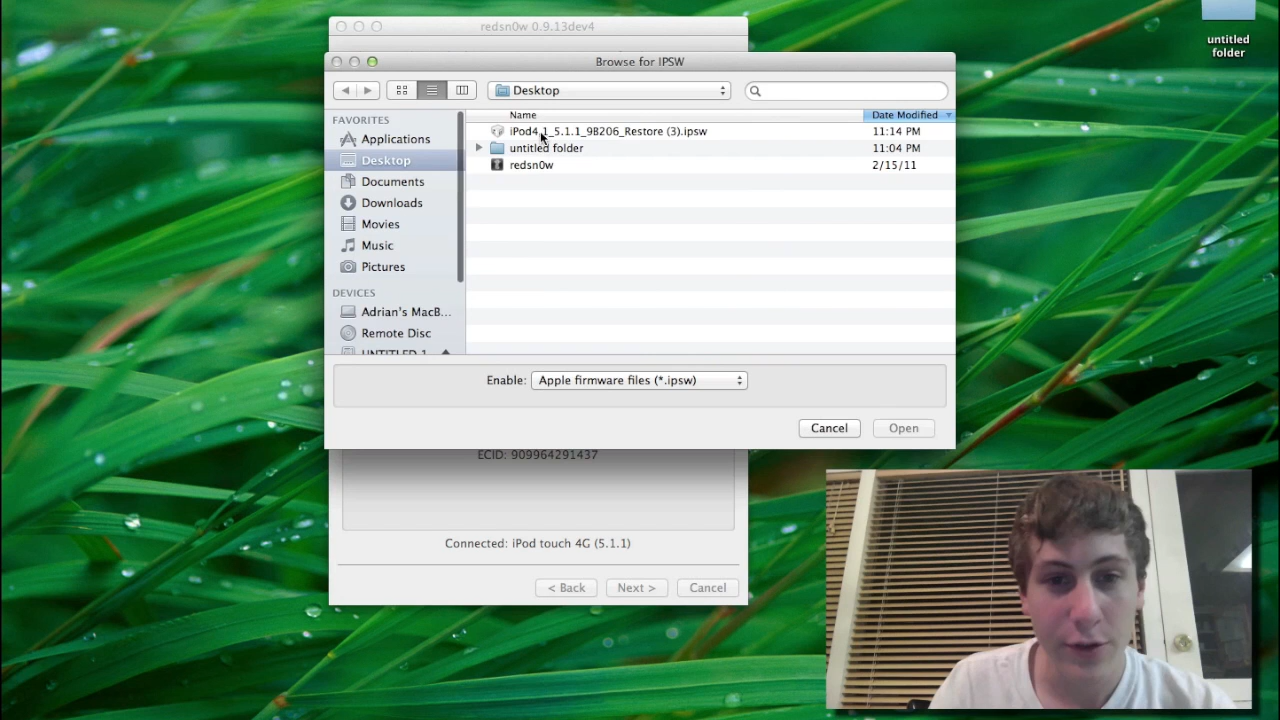 redsn0w 0.9.13dev4
untitled
folder
Browse for IPSW
Desktop
Name
Date Modified
FAVORITES
Applications
Desktop
Documents
Downloads
Movies
Music
Pictures
DEVICES
Adrian's MacB...
Remote Disc
UNTITLED 1
iPod4,1_5.1.1_9B206_Restore (3).ipsw
11:14 PM
untitled folder
11:04 PM
redsn0w
2/15/11
Enable: Apple firmware files (*.ipsw)
Cancel
Open
ECID: 909964291437
Connected: iPod touch 4G (5.1.1)
< Back
Next >
Cancel